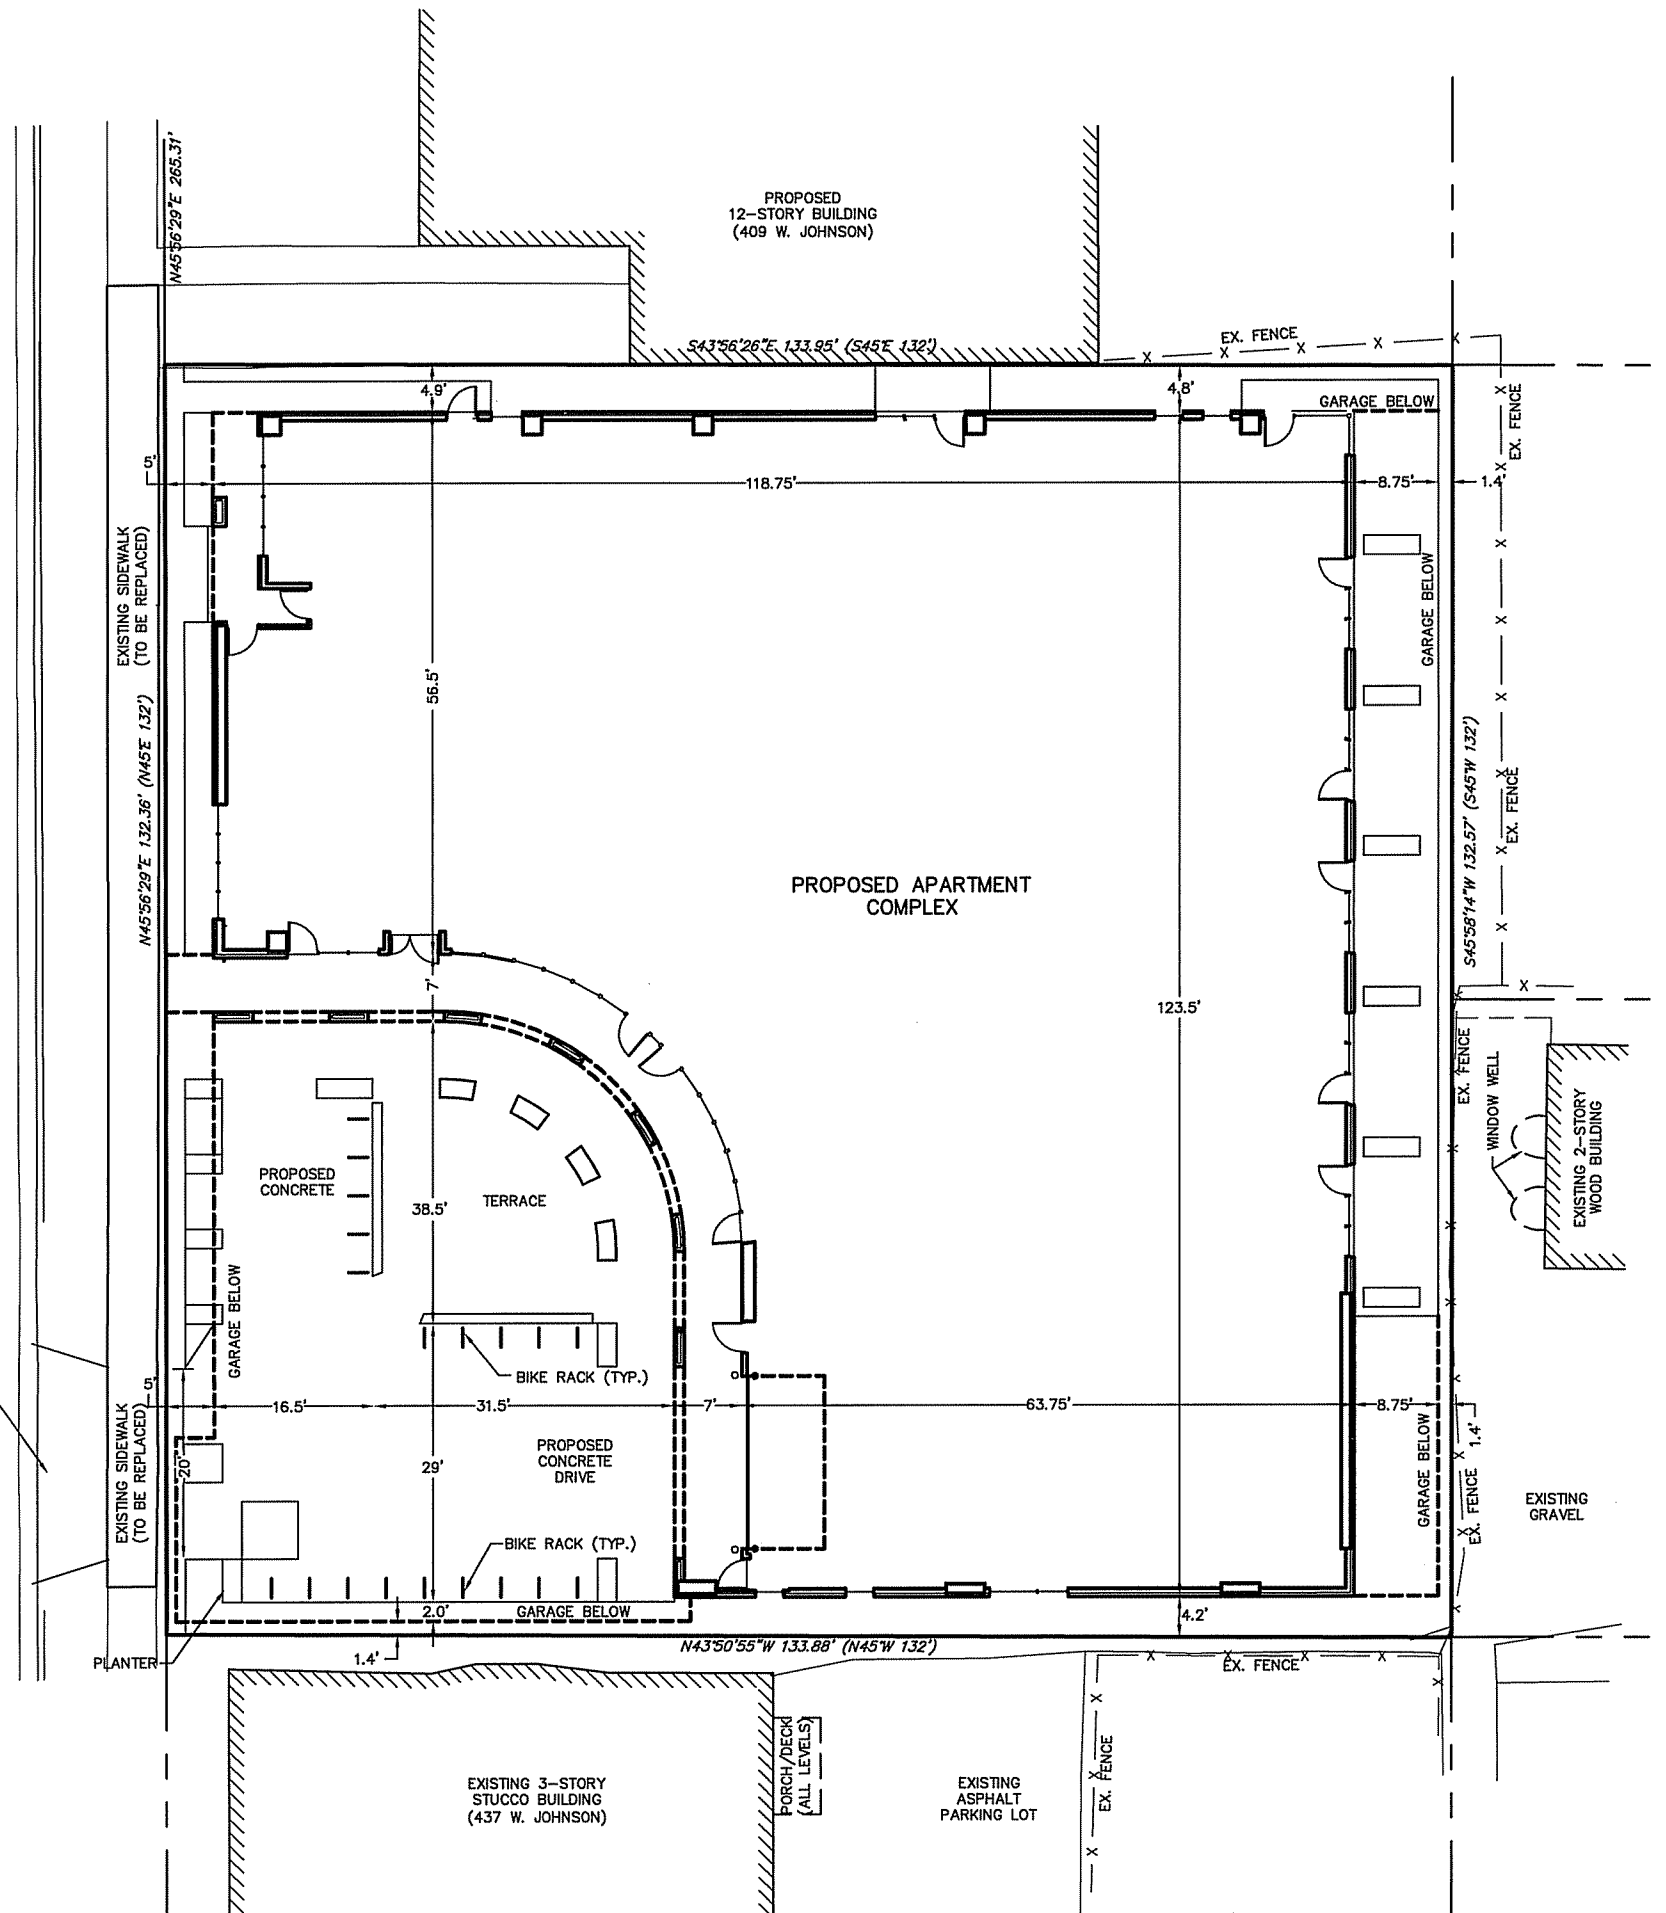 N45°56'29"E 265.31'
PROPOSED
12-STORY BUILDING
(409 W. JOHNSON)
S43°56'26"E 133.95' (S45°E 132')
EX. FENCE
4.9'
4.8'
GARAGE BELOW
EX. FENCE
5'
118.75'
8.75'
1.4'
EXISTING SIDEWALK
(TO BE REPLACED)
GARAGE BELOW
56.5'
N45°56'29"E 132.36' (N45°E 132')
S45°58'14"W 132.57' (S45°W 132')
EX. FENCE
PROPOSED APARTMENT
COMPLEX
7'
123.5'
EX. FENCE
WINDOW WELL
EXISTING 2-STORY
WOOD BUILDING
PROPOSED
CONCRETE
TERRACE
38.5'
GARAGE BELOW
BIKE RACK (TYP.)
5'
16.5'
31.5'
7'
63.75'
8.75'
1.4'
EXISTING SIDEWALK
(TO BE REPLACED)
20'
29'
PROPOSED
CONCRETE
DRIVE
GARAGE BELOW
EX. FENCE
EXISTING
GRAVEL
BIKE RACK (TYP.)
2.0'
GARAGE BELOW
4.2'
N43°50'55"W 133.88' (N45°W 132')
PLANTER
1.4'
EX. FENCE
PORCH/DECK
(ALL LEVELS)
EX. FENCE
EXISTING 3-STORY
STUCCO BUILDING
(437 W. JOHNSON)
EXISTING
ASPHALT
PARKING LOT